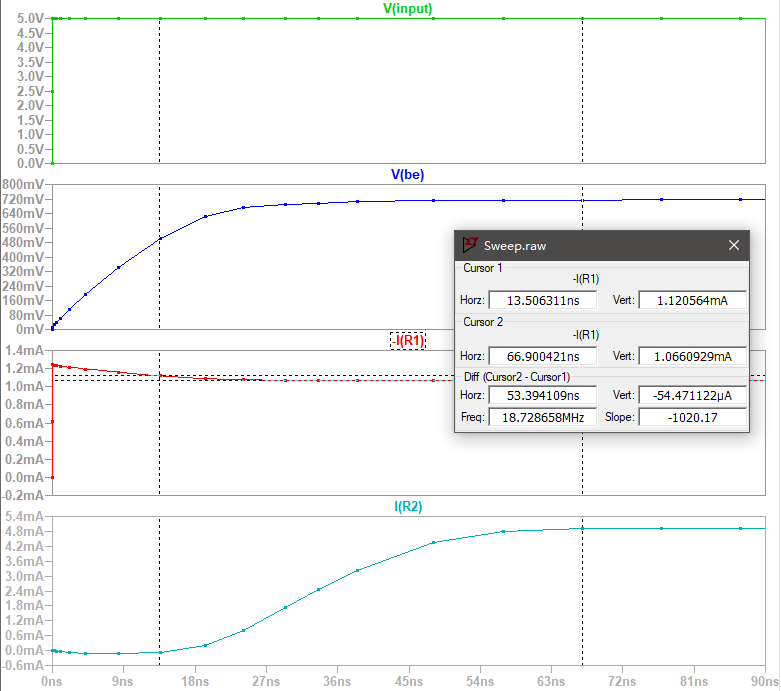 V(input)
5.0V
4.5V
4.0V
3.5V
3.0V
2.5V
2.0V
1.5V
1.0V
0.5V
0.0V
V(be)
800mV
720mV
640mV
560mV
480mV
400mV
320mV
240mV
160mV
80mV
0mV
Sweep.raw
Cursor 1
-I(R1)
Horz: 13.506311ns Vert: 1.120564mA
Cursor 2
-I(R1)
Horz: 66.900421ns Vert: 1.0660929mA
Diff (Cursor2 - Cursor1)
Horz: 53.394109ns Vert: -54.471122µA
Freq: 18.728658MHz Slope: -1020.17
-I(R1)
1.4mA
1.2mA
1.0mA
0.8mA
0.6mA
0.4mA
0.2mA
0.0mA
-0.2mA
I(R2)
5.4mA
4.8mA
4.2mA
3.6mA
3.0mA
2.4mA
1.8mA
1.2mA
0.6mA
0.0mA
-0.6mA
0ns 9ns 18ns 27ns 36ns 45ns 54ns 63ns 72ns 81ns 90ns